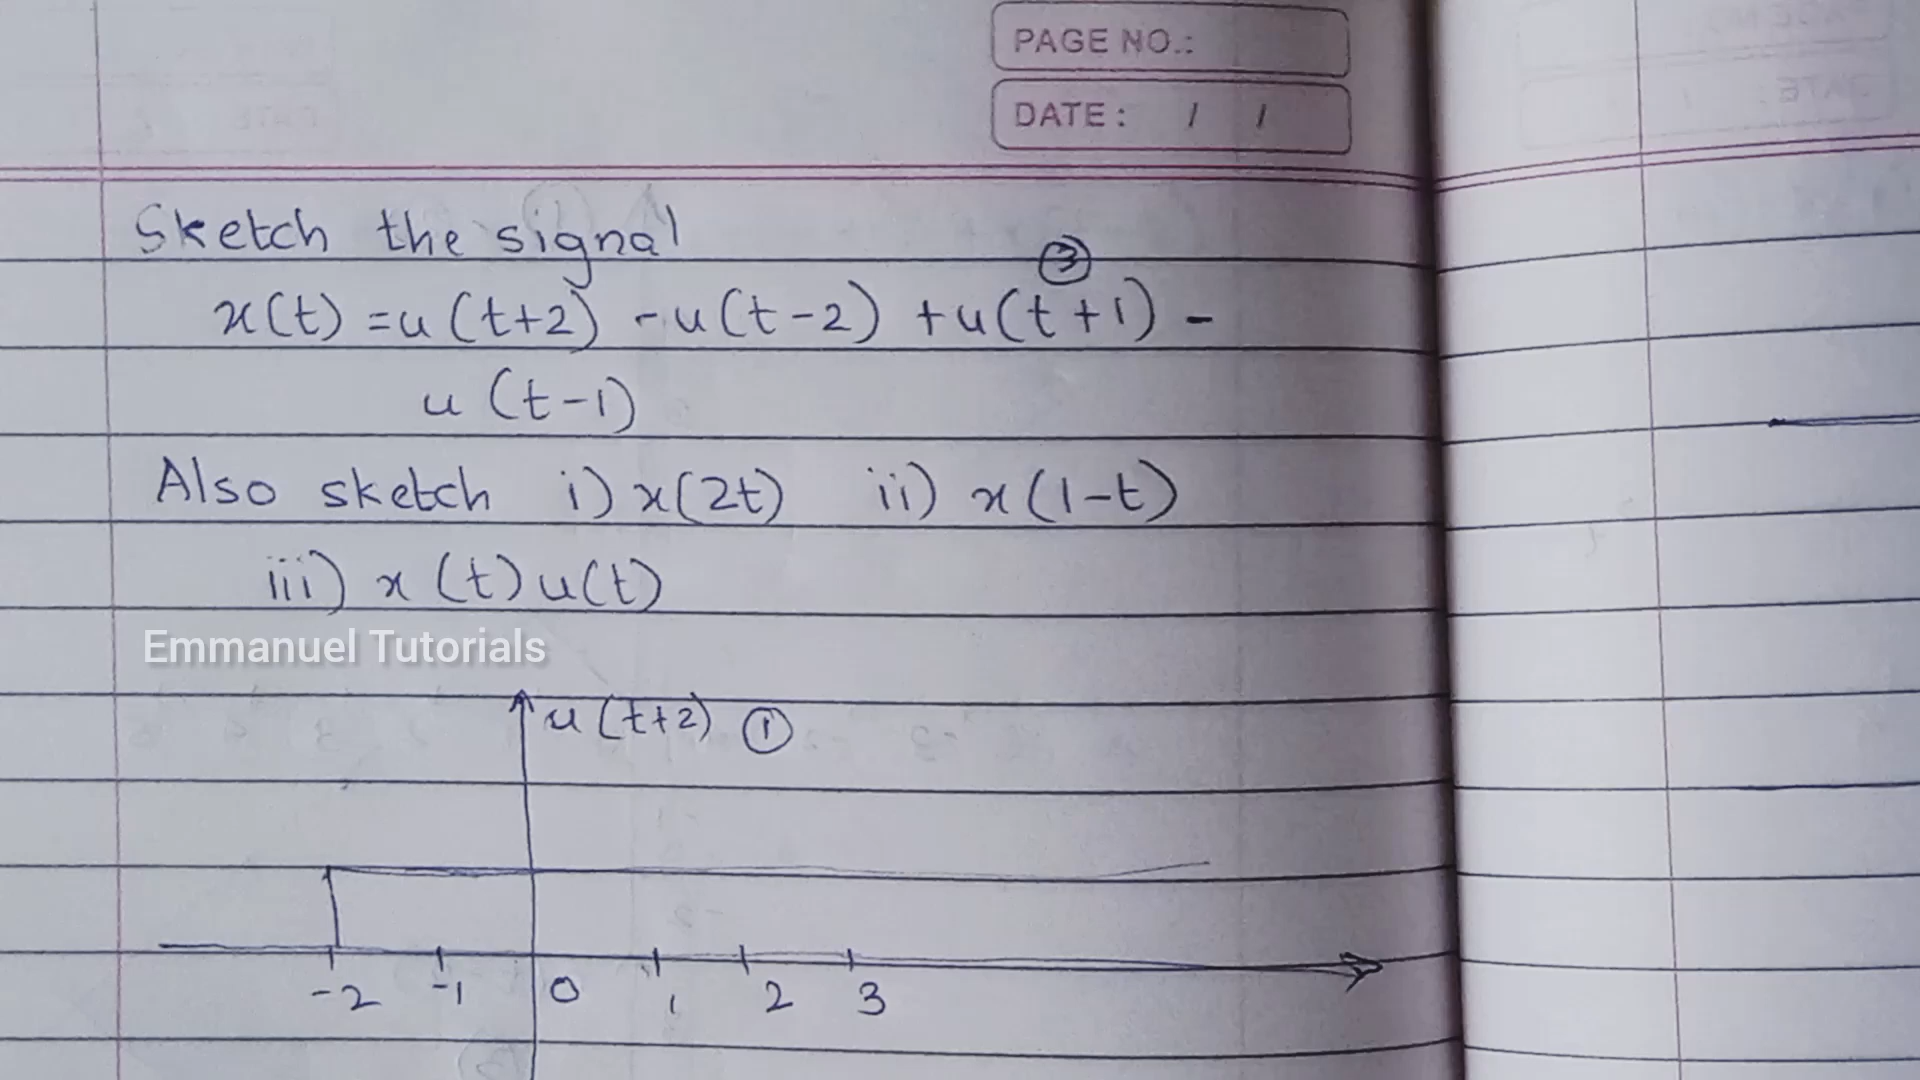 PAGE NO.:
DATE: / /
Sketch the signal
③
x(t) = u(t+2) - u(t-2) + u(t+1) -
u(t-1)
Also sketch i) x(2t) ii) x(1-t)
iii) x(t)u(t)
Emmanuel Tutorials
u(t+2) ①
-2 -1 0 1 2 3